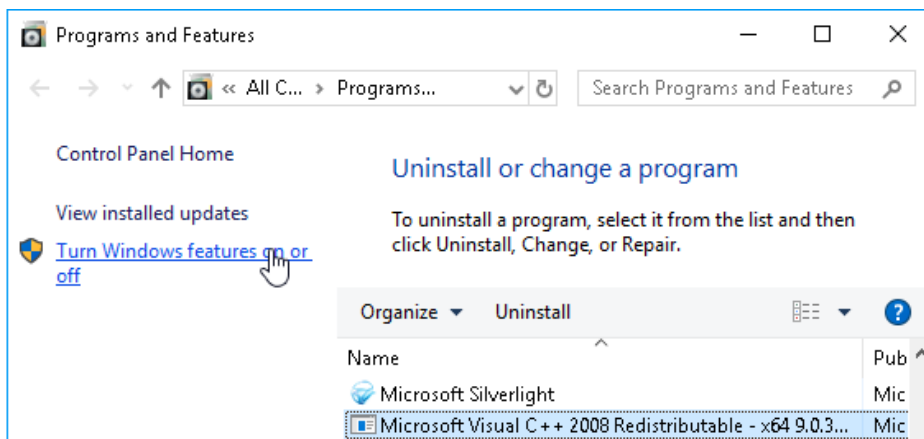 Programs and Features
« All C... › Programs...
Search Programs and Features
Control Panel Home
Uninstall or change a program
View installed updates
To uninstall a program, select it from the list and then
click Uninstall, Change, or Repair.
Turn Windows features on or
off
Organize
Uninstall
?
Name
Pub
Microsoft Silverlight
Mic
Microsoft Visual C++ 2008 Redistributable - x64 9.0.3...
Mic